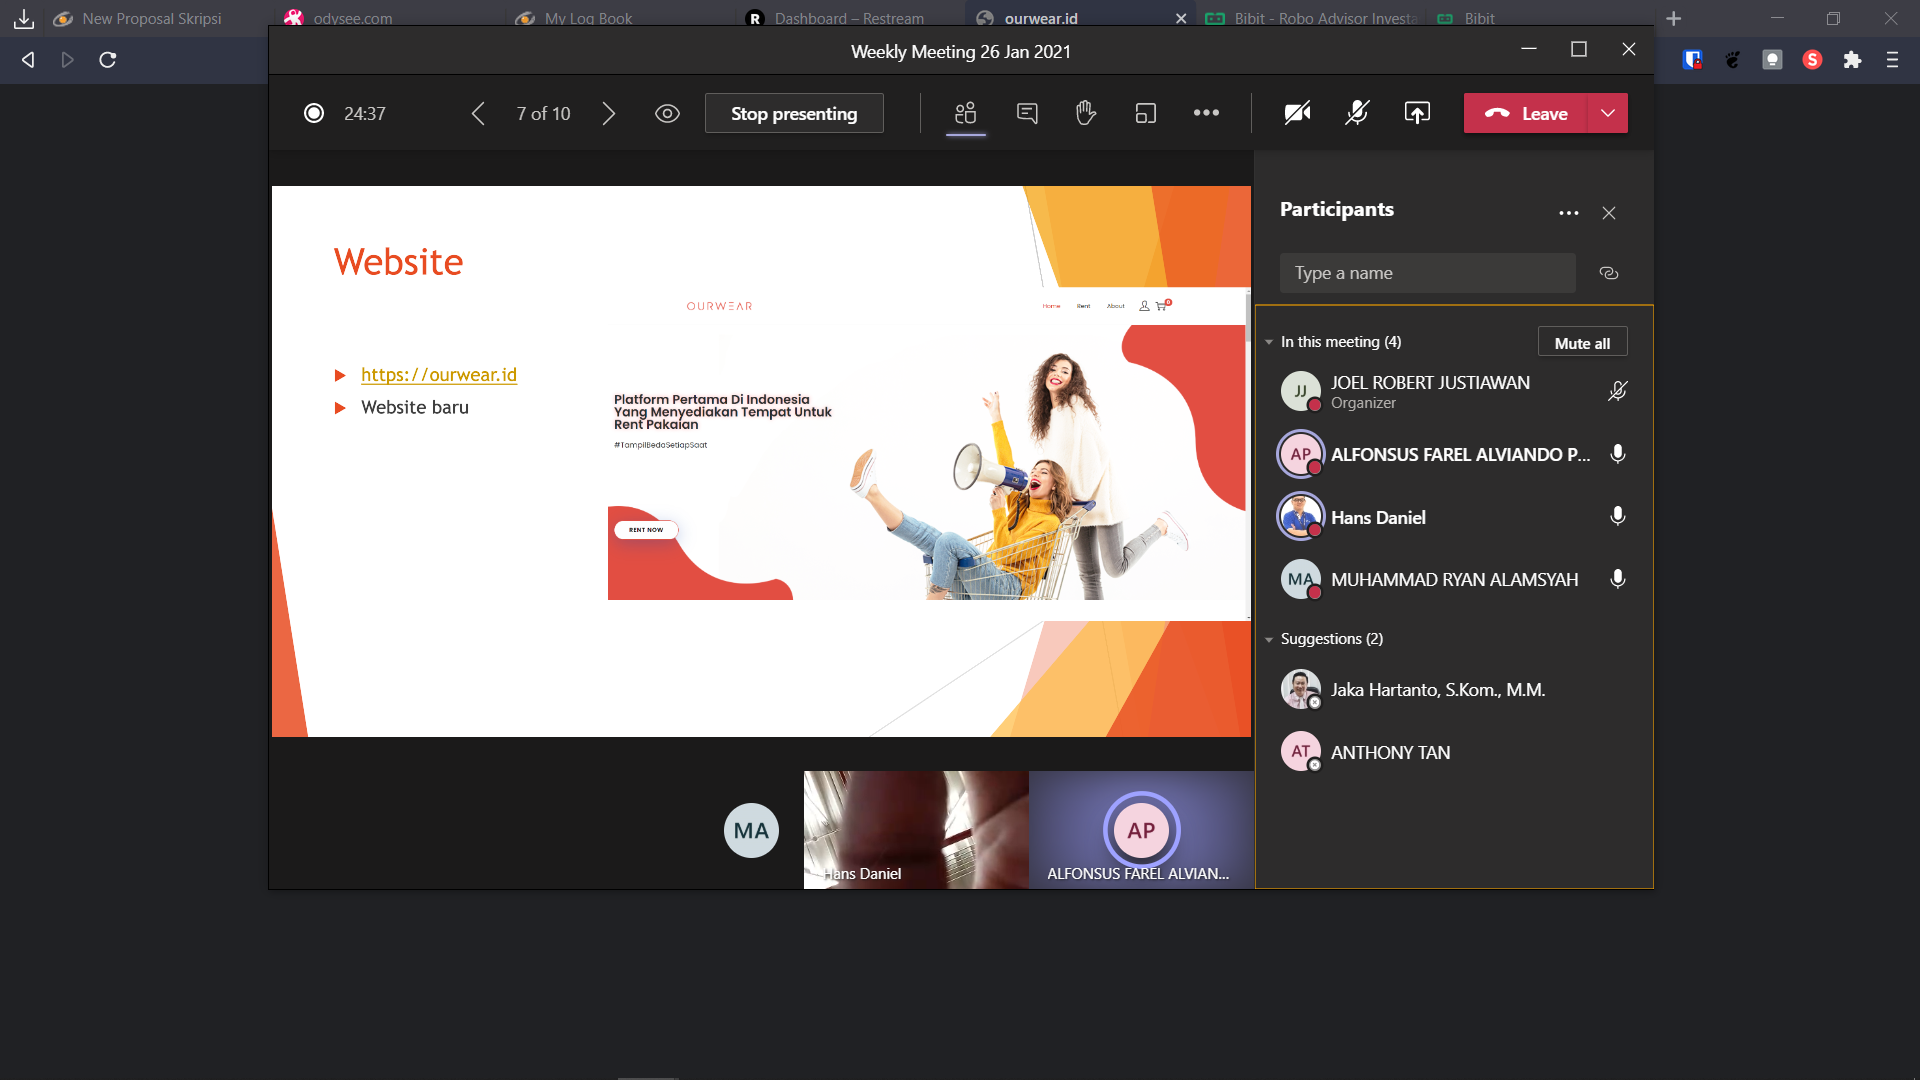 New Proposal Skripsi
odysee.com
My Log Book
Dashboard – Restream
ourwear.id
Bibit - Robo Advisor Investa
Bibit
Weekly Meeting 26 Jan 2021
24:37
7 of 10
Stop presenting
Leave
Website
OURWEAR
Home
Rent
About
0
https://ourwear.id
Website baru
Platform Pertama Di Indonesia
Yang Menyediakan Tempat Untuk
Rent Pakaian
#TampilBedaSetiapSaat
RENT NOW
Participants
Type a name
In this meeting (4)
Mute all
JJ
JOEL ROBERT JUSTIAWAN
Organizer
AP
ALFONSUS FAREL ALVIANDO P...
Hans Daniel
MA
MUHAMMAD RYAN ALAMSYAH
Suggestions (2)
Jaka Hartanto, S.Kom., M.M.
AT
ANTHONY TAN
MA
Hans Daniel
AP
ALFONSUS FAREL ALVIAN...